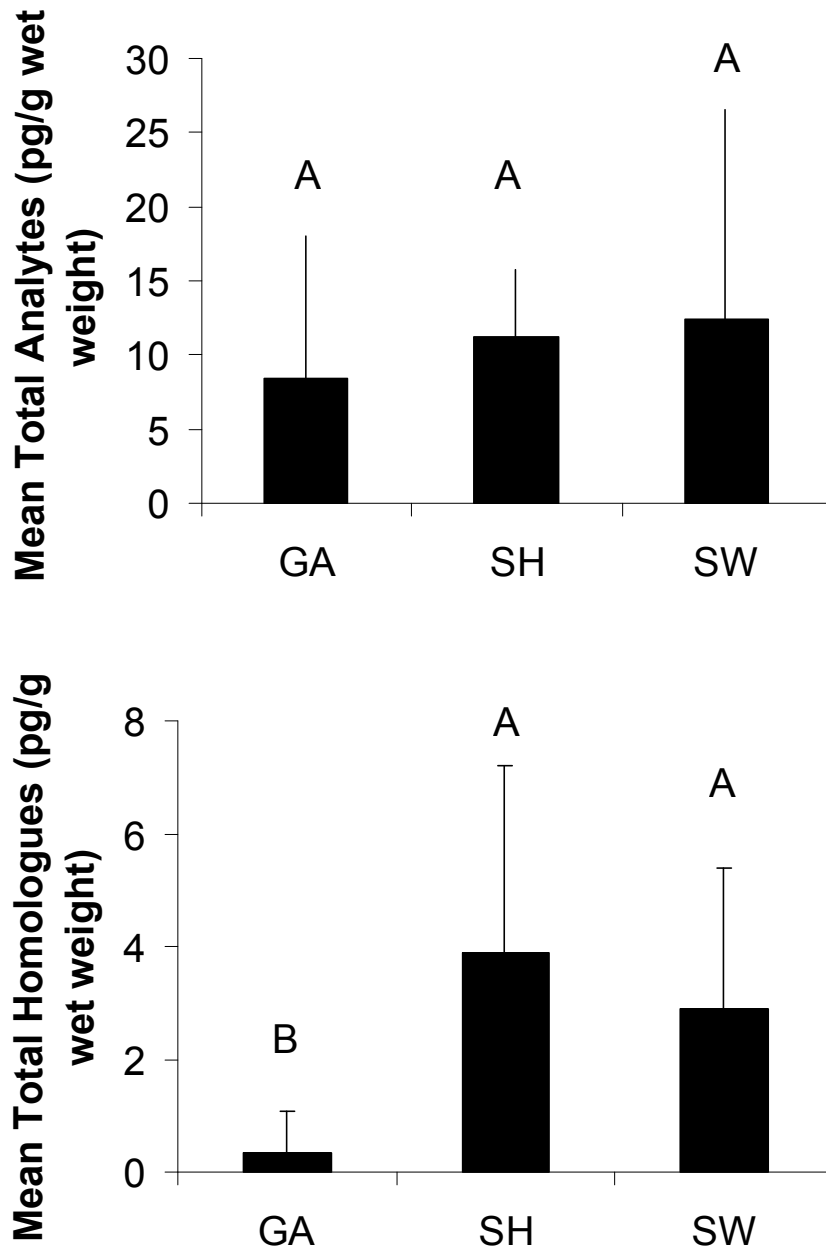 Mean Total Analytes (pg/g wet
weight)
30
25
20
15
10
5
0
A
A
A
GA
SH
SW
Mean Total Homologues (pg/g
wet weight)
8
6
4
2
0
B
A
A
GA
SH
SW